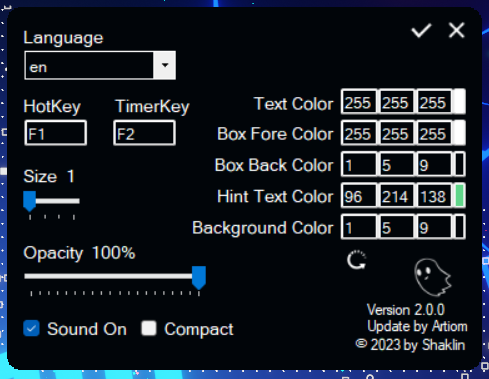 Language
en
HotKey TimerKey
F1 F2
Size 1
Opacity 100%
Sound On Compact
Text Color 255 255 255
Box Fore Color 255 255 255
Box Back Color 1 5 9
Hint Text Color 96 214 138
Background Color 1 5 9
Version 2.0.0
Update by Artiom
© 2023 by Shaklin